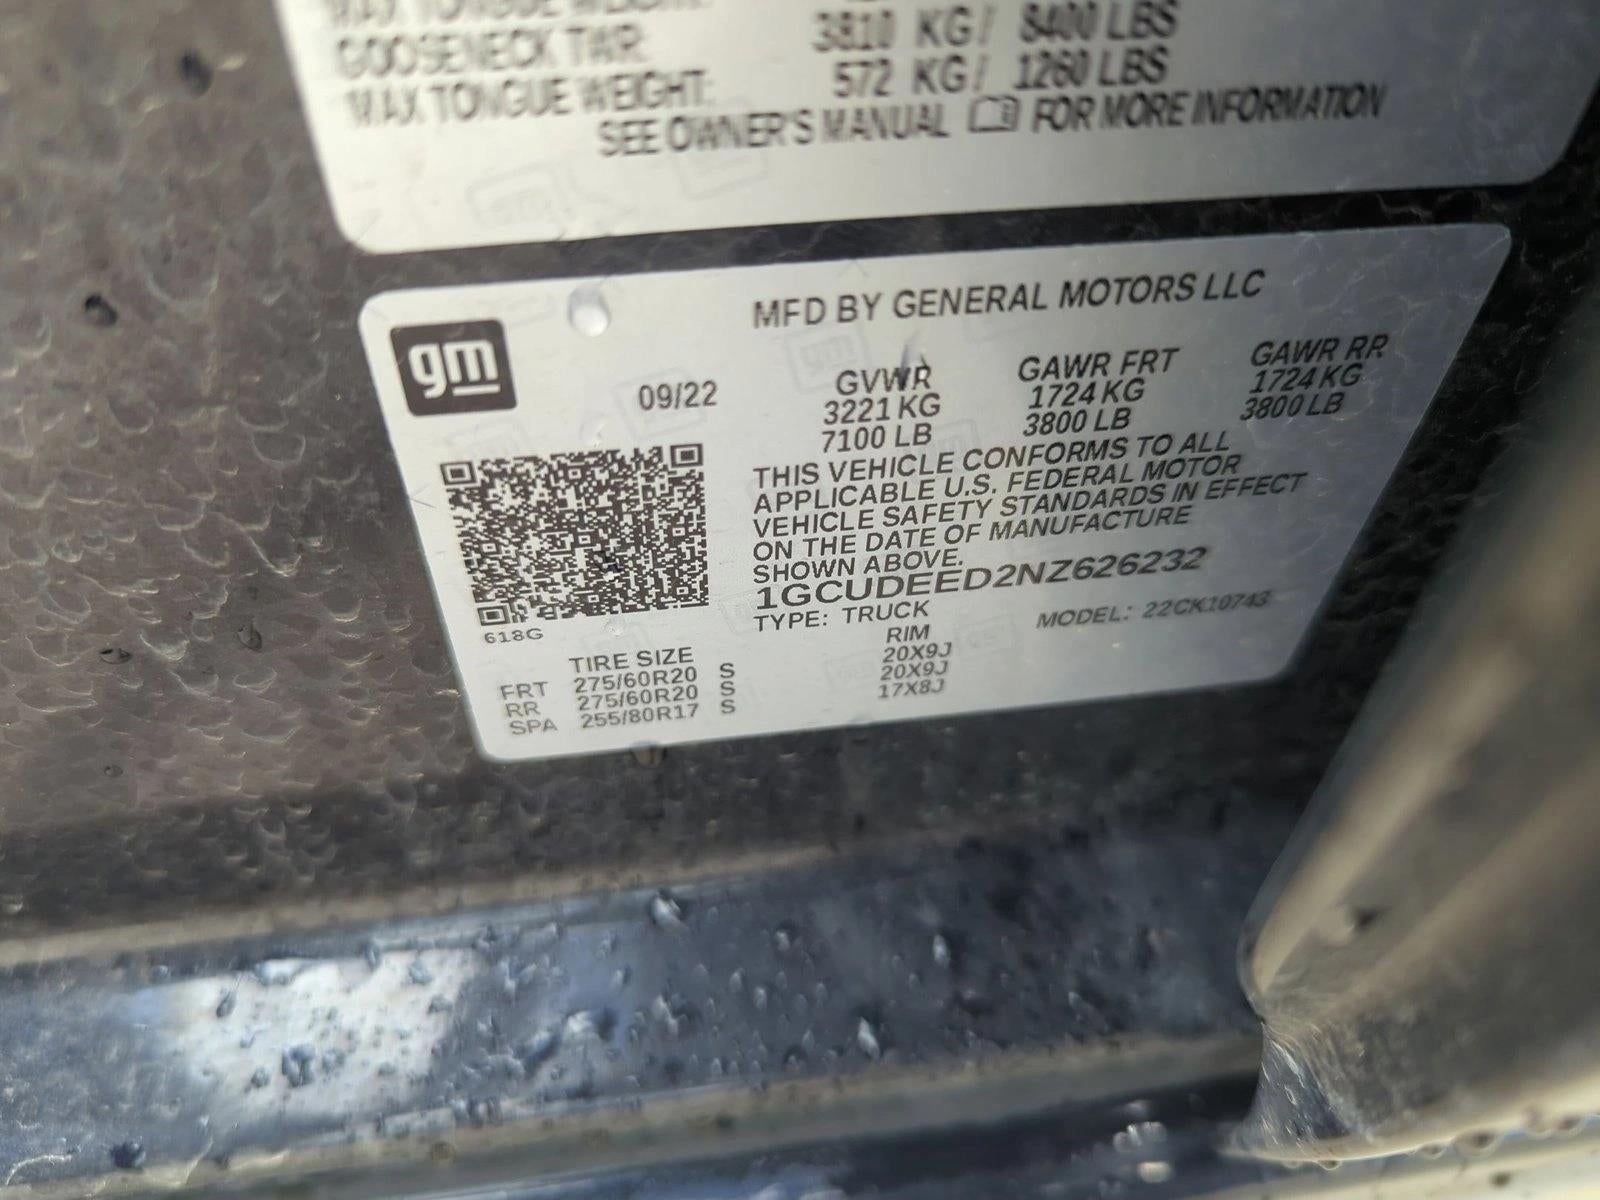 MAX TONGUE WEIGHT:
GOOSENECK TWR: 3810 KG/ 8400 LBS
MAX TONGUE WEIGHT: 572 KG/ 1260 LBS
SEE OWNER'S MANUAL FOR MORE INFORMATION
gm
MFD BY GENERAL MOTORS LLC
09/22
GVWR GAWR FRT GAWR RR
3221 KG 1724 KG 1724 KG
7100 LB 3800 LB 3800 LB
THIS VEHICLE CONFORMS TO ALL
APPLICABLE U.S. FEDERAL MOTOR
VEHICLE SAFETY STANDARDS IN EFFECT
ON THE DATE OF MANUFACTURE
SHOWN ABOVE.
1GCUDEED2NZ626232
TYPE: TRUCK MODEL: 22CK10743
618G
TIRE SIZE RIM
FRT 275/60R20 S 20X9J
RR 275/60R20 S 20X9J
SPA 255/80R17 S 17X8J